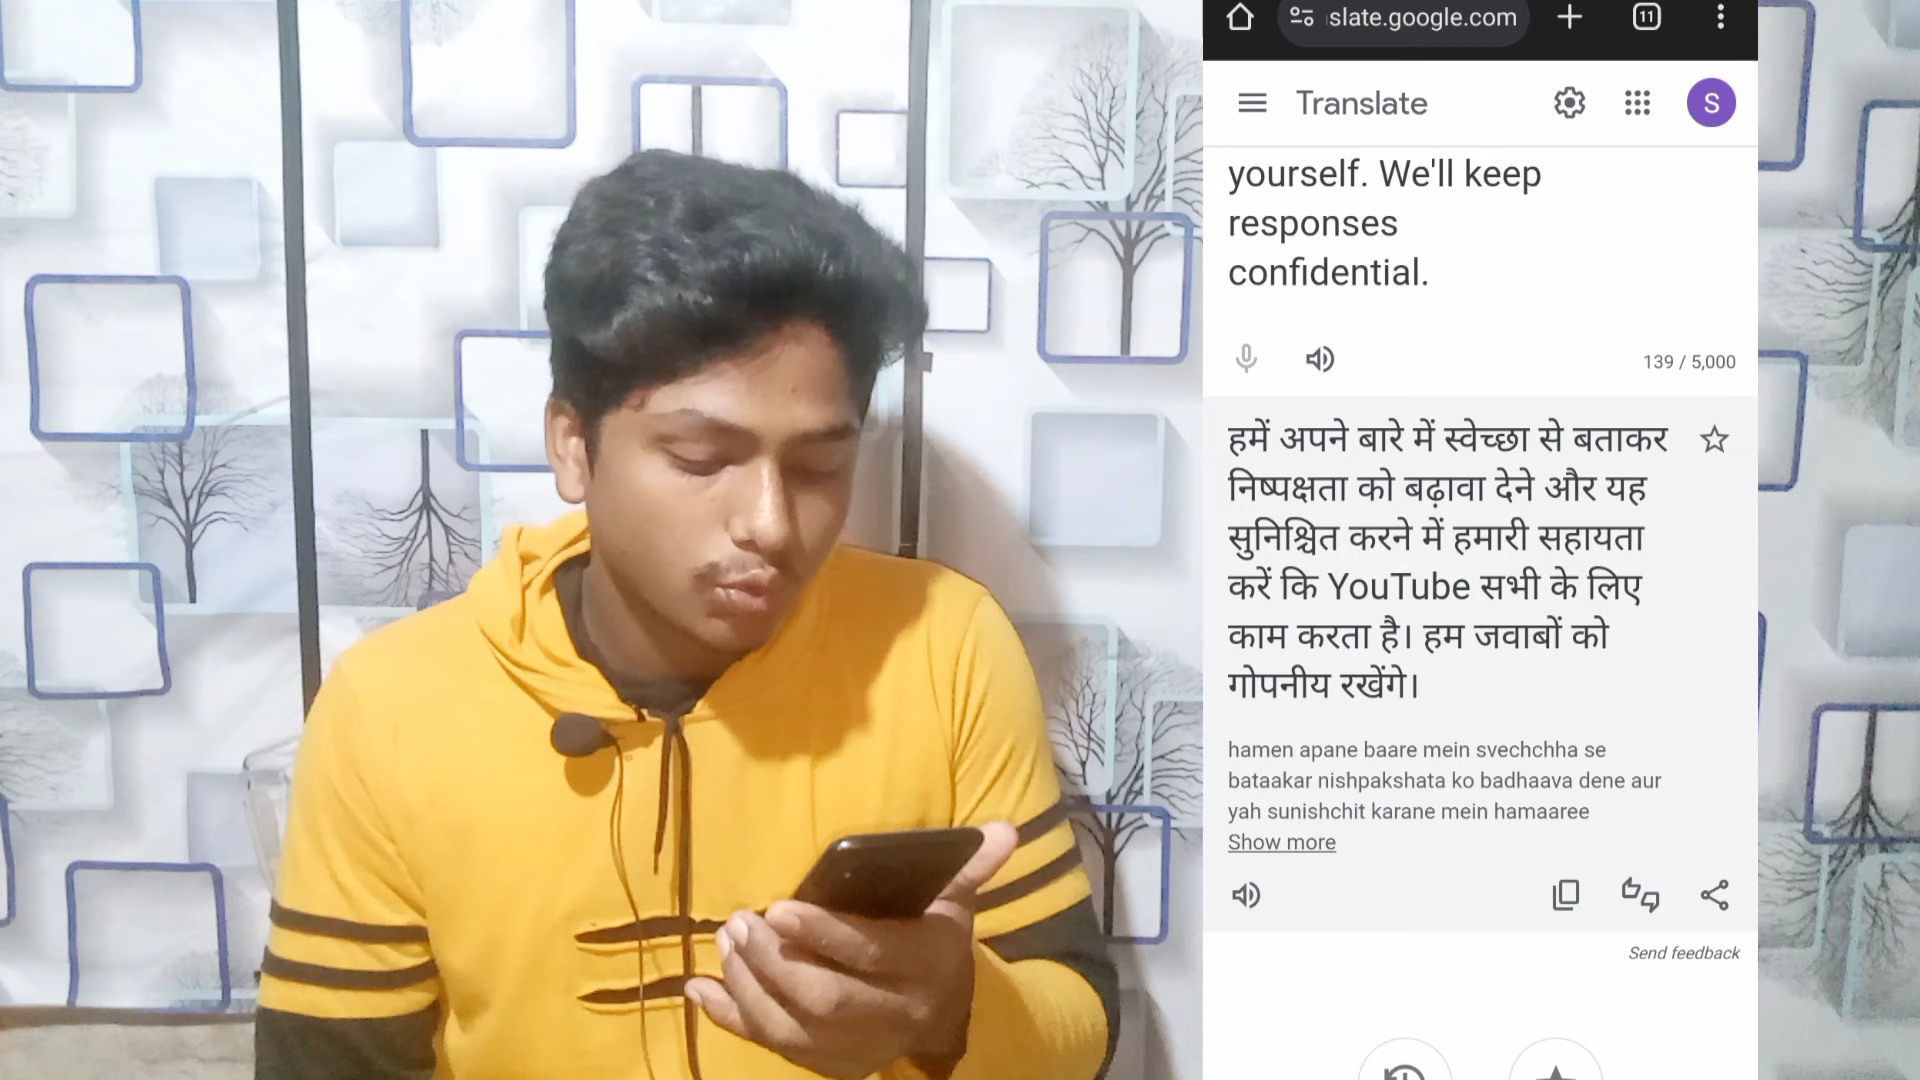 slate.google.com
11
Translate
S
yourself. We'll keep
responses
confidential.
139 / 5,000
हमें अपने बारे में स्वेच्छा से बताकर
निष्पक्षता को बढ़ावा देने और यह
सुनिश्चित करने में हमारी सहायता
करें कि YouTube सभी के लिए
काम करता है। हम जवाबों को
गोपनीय रखेंगे।
hamen apane baare mein svechchha se
bataakar nishpakshata ko badhaava dene aur
yah sunishchit karane mein hamaaree
Show more
Send feedback